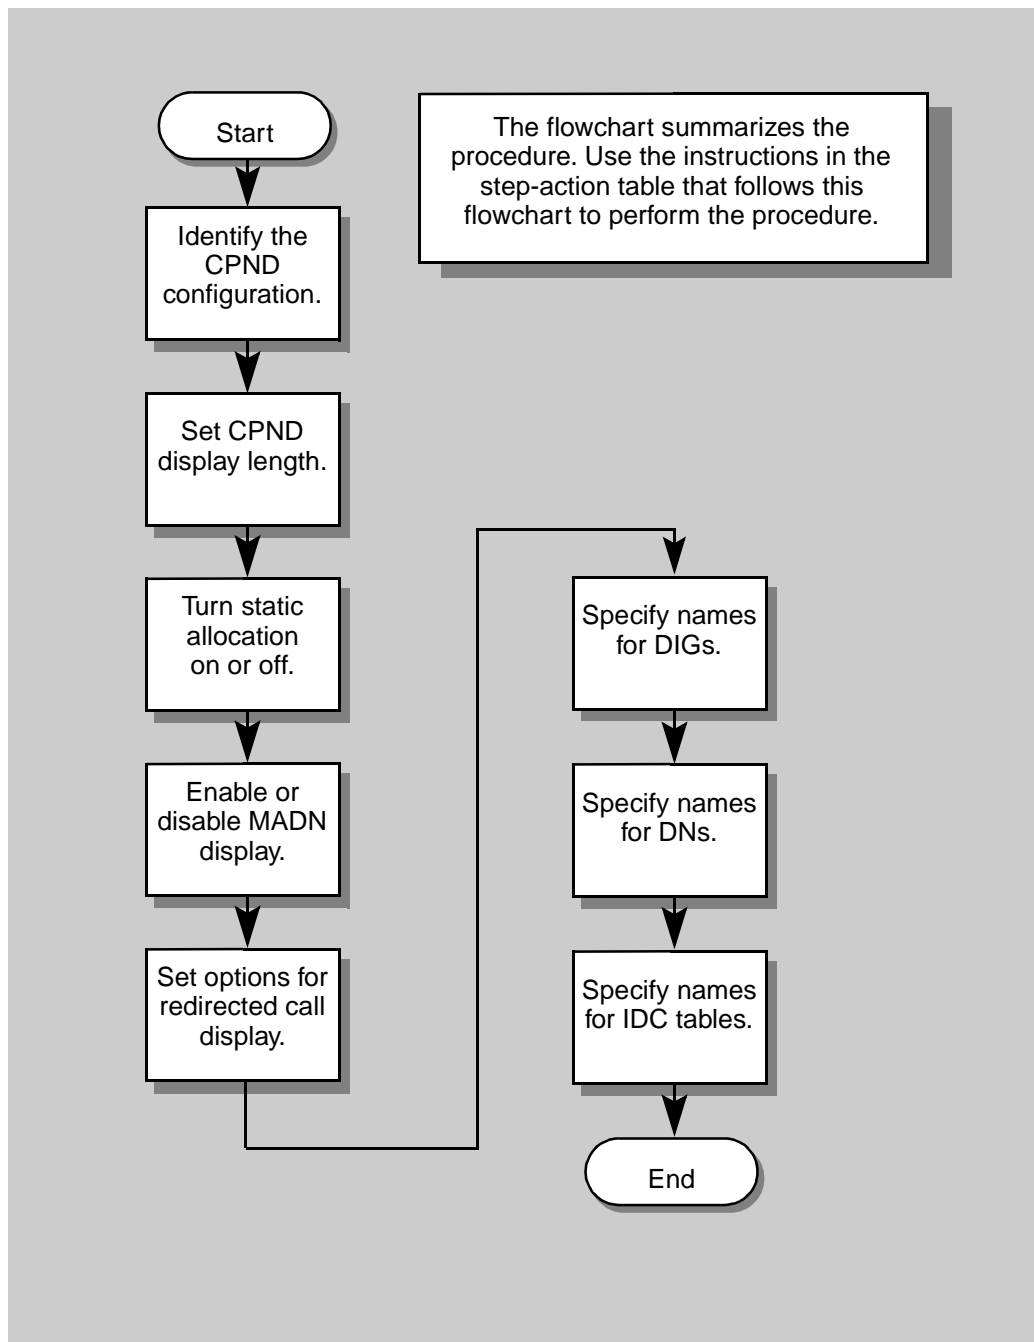 Start
The flowchart summarizes the
procedure. Use the instructions in the
step-action table that follows this
flowchart to perform the procedure.
Identify the
CPND
configuration.
Set CPND
display length.
Turn static
allocation
on or off.
Enable or
disable MADN
display.
Set options for
redirected call
display.
Specify names
for DIGs.
Specify names
for DNs.
Specify names
for IDC tables.
End